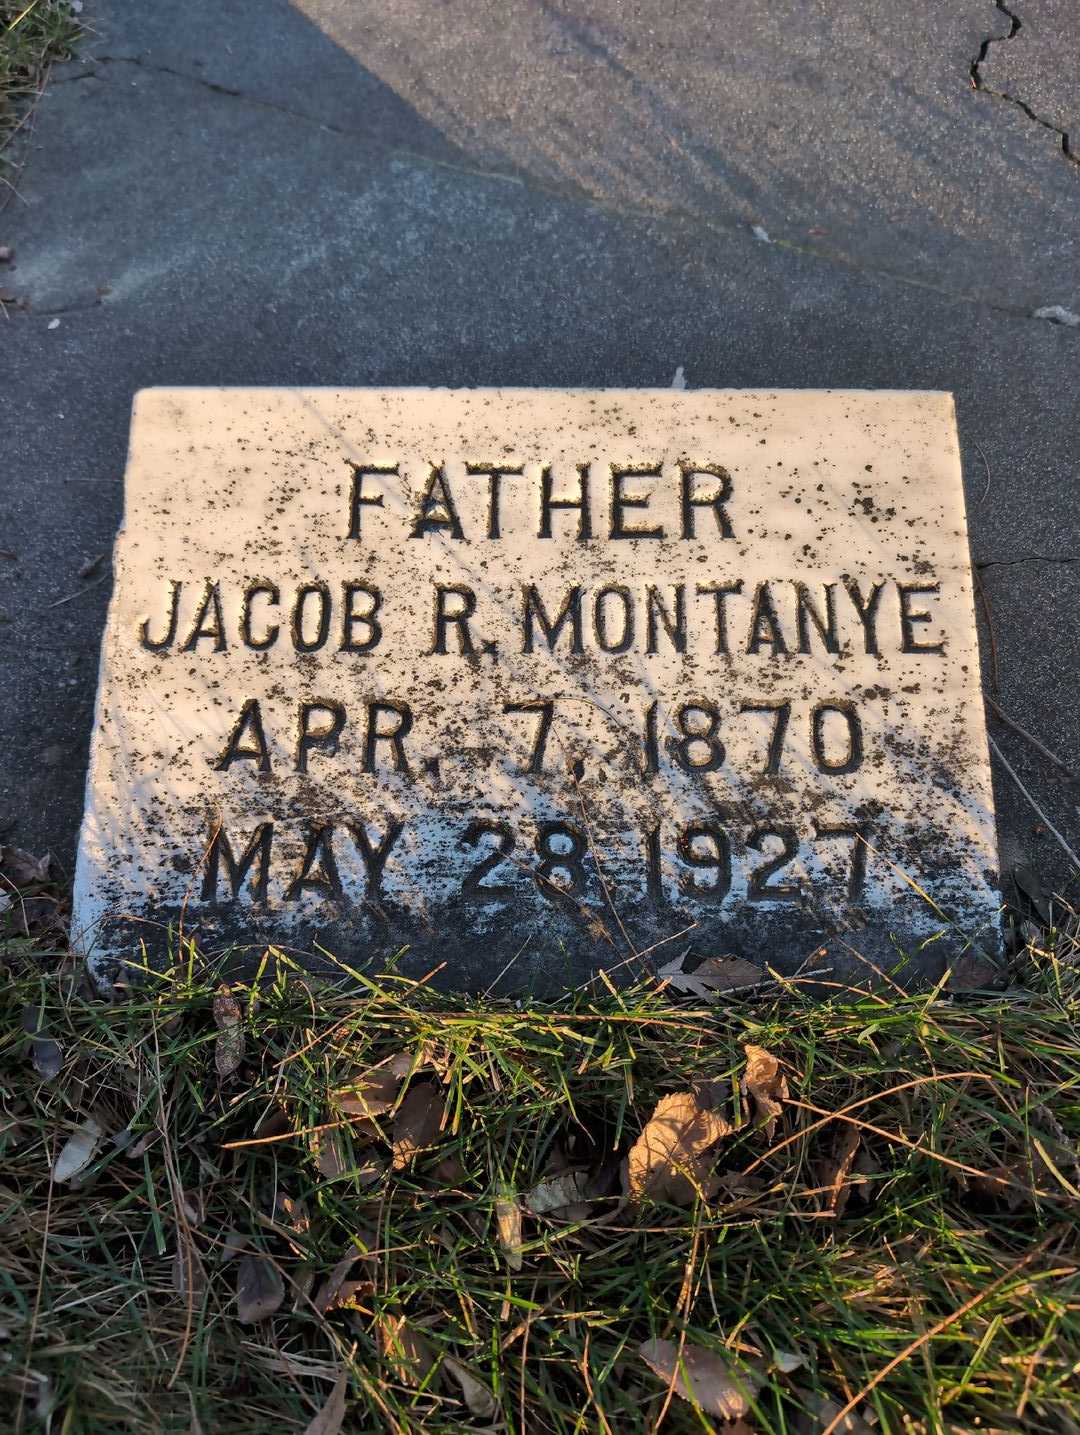 FATHER
JACOB R. MONTANYE
APR. 7, 1870
MAY 28 1927